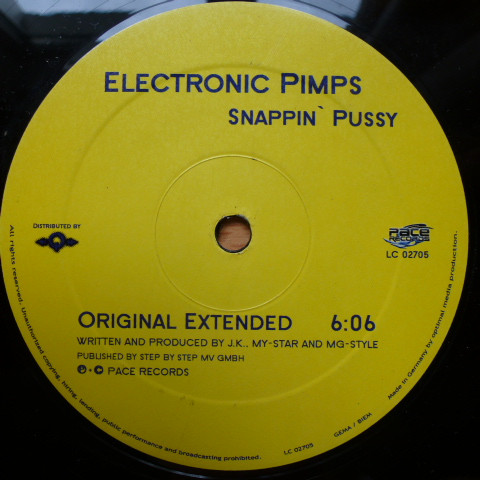 ELECTRONIC PIMPS
SNAPPIN` PUSSY
DISTRIBUTED BY
PACE
RECORDS
LC 02705
ORIGINAL EXTENDED 6:06
WRITTEN AND PRODUCED BY J.K., MY-STAR AND MG-STYLE
PUBLISHED BY STEP BY STEP MV GMBH
℗+© PACE RECORDS
All rights reserved. Unauthorized copying, hiring, lending, public performance and broadcasting prohibited. LC 02705 GEMA / BIEM Made in Germany by optimal media production.